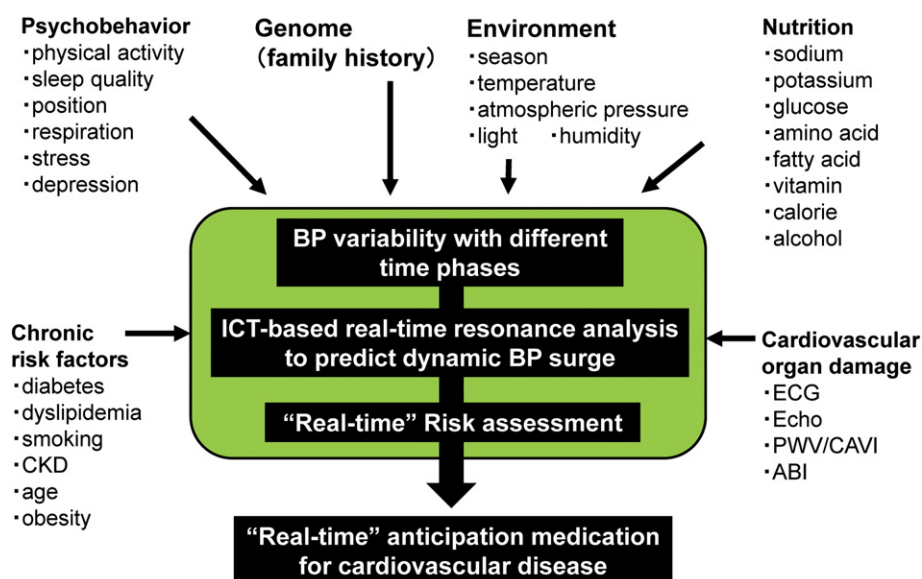 Psychobehavior
・physical activity
・sleep quality
・position
・respiration
・stress
・depression
Genome
（family history）
Environment
・season
・temperature
・atmospheric pressure
・light ・humidity
Nutrition
・sodium
・potassium
・glucose
・amino acid
・fatty acid
・vitamin
・calorie
・alcohol
BP variability with different
time phases
ICT-based real-time resonance analysis
to predict dynamic BP surge
“Real-time” Risk assessment
Chronic
risk factors
・diabetes
・dyslipidemia
・smoking
・CKD
・age
・obesity
Cardiovascular
organ damage
・ECG
・Echo
・PWV/CAVI
・ABI
“Real-time” anticipation medication
for cardiovascular disease